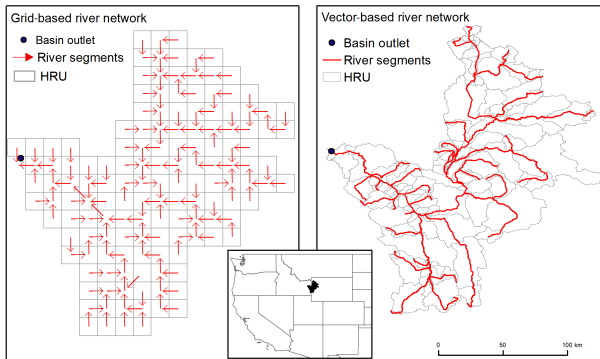 Grid-based river network
Basin outlet
River segments
HRU
Vector-based river network
Basin outlet
River segments
HRU
0 50 100 km